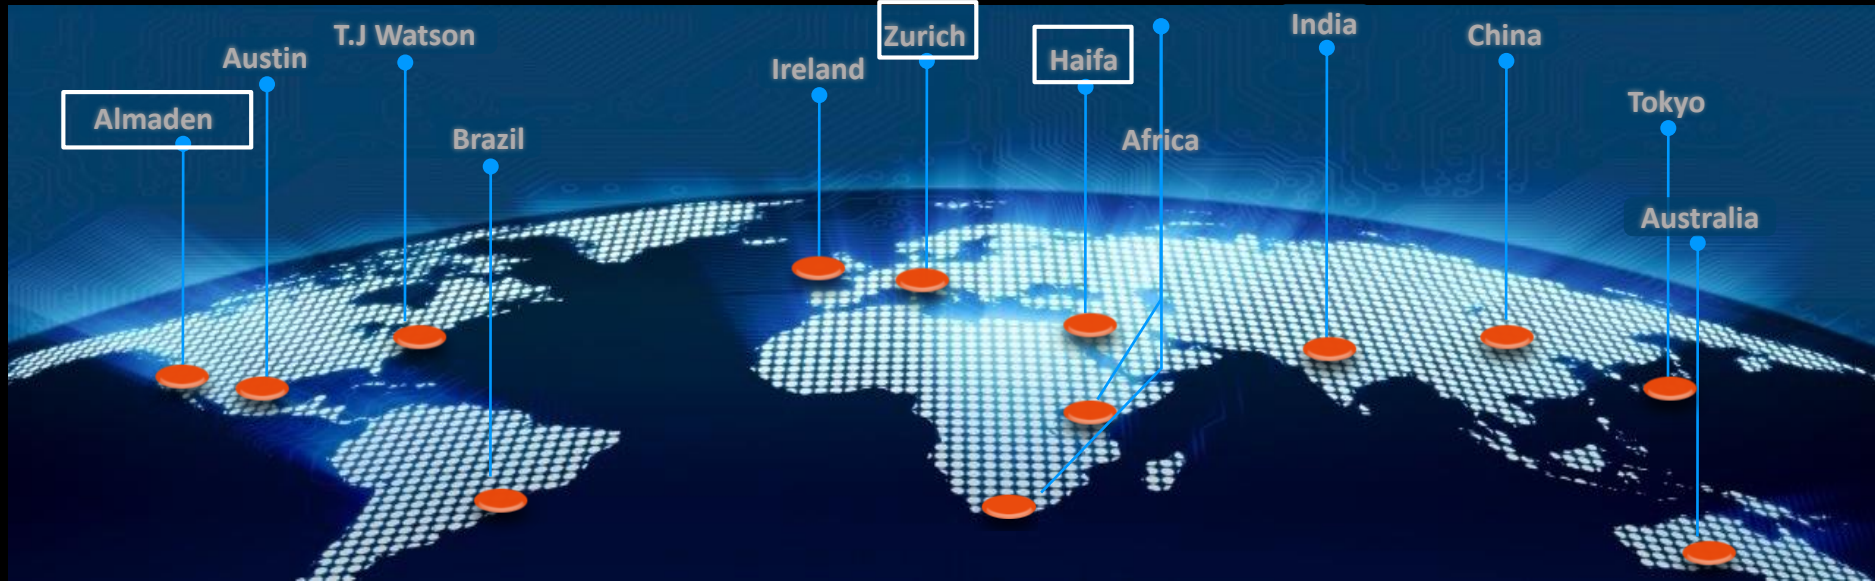 Almaden
Austin
T.J Watson
Brazil
Ireland
Zurich
Haifa
Africa
India
China
Tokyo
Australia